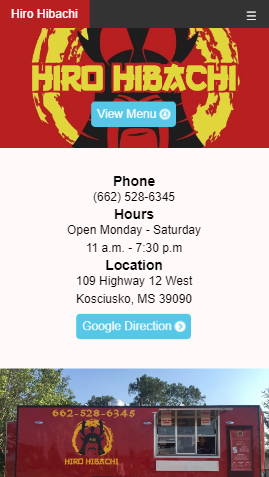 Hiro Hibachi
HIRO HIBACHI
View Menu
Phone
(662) 528-6345
Hours
Open Monday - Saturday
11 a.m. - 7:30 p.m
Location
109 Highway 12 West
Kosciusko, MS 39090
Google Direction
662-528-6345
HIRO HIBACHI